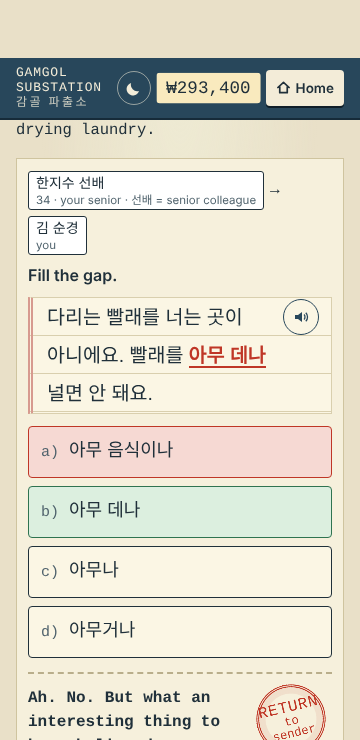 GAMGOL
SUBSTATION
감골 파출소
₩293,400
Home
drying laundry.
한지수 선배
34 · your senior · 선배 = senior colleague
→
김 순경
you
Fill the gap.
다리는 빨래를 너는 곳이
아니에요. 빨래를 아무 데나
널면 안 돼요.
a) 아무 음식이나
b) 아무 데나
c) 아무나
d) 아무거나
Ah. No. But what an
interesting thing to
RETURN
to
sender